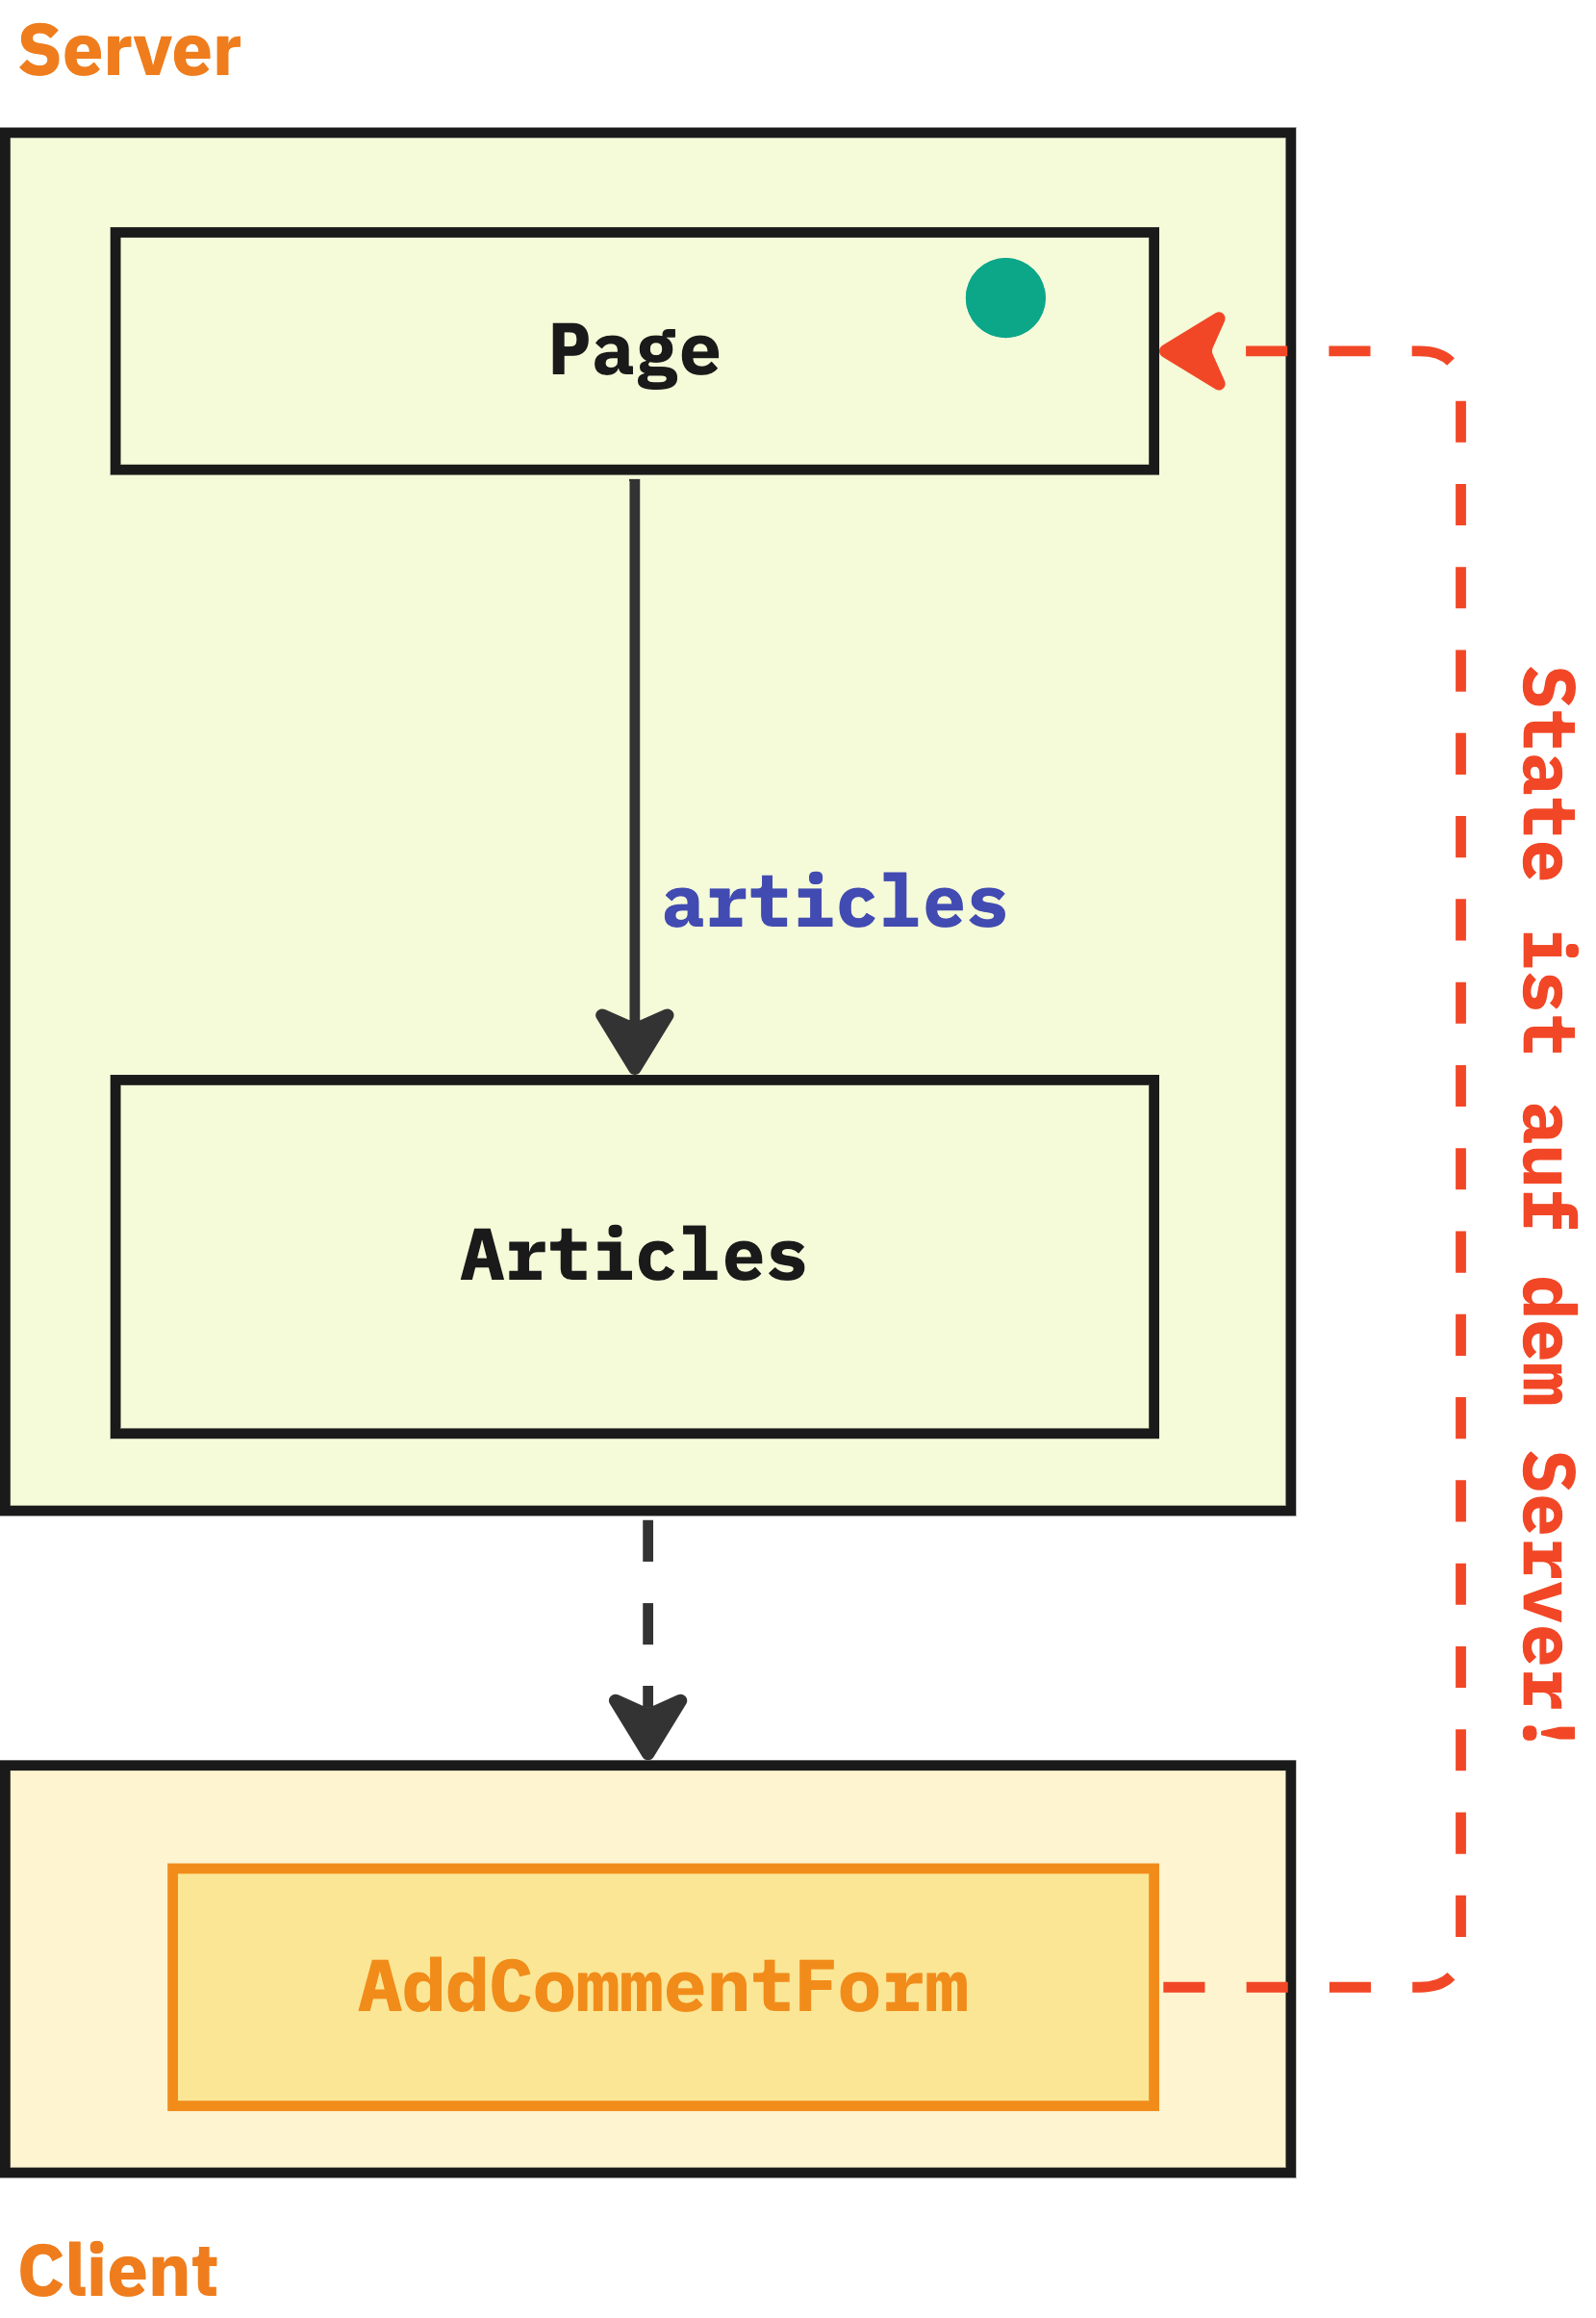 Server
Page
articles
Articles
State ist auf dem Server!
AddCommentForm
Client